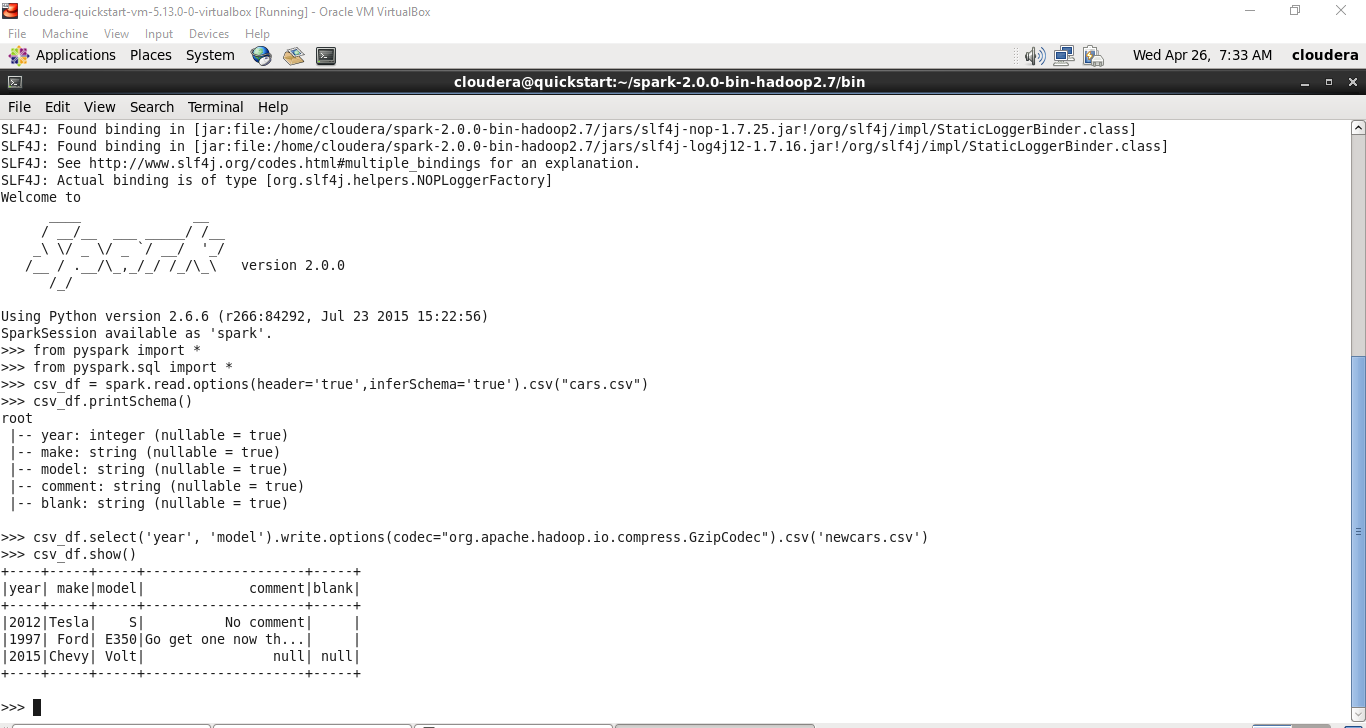 cloudera-quickstart-vm-5.13.0-0-virtualbox [Running] - Oracle VM VirtualBox
File Machine View Input Devices Help
Applications Places System Wed Apr 26, 7:33 AM cloudera
cloudera@quickstart:~/spark-2.0.0-bin-hadoop2.7/bin
File Edit View Search Terminal Help
SLF4J: Found binding in [jar:file:/home/cloudera/spark-2.0.0-bin-hadoop2.7/jars/slf4j-nop-1.7.25.jar!/org/slf4j/impl/StaticLoggerBinder.class]
SLF4J: Found binding in [jar:file:/home/cloudera/spark-2.0.0-bin-hadoop2.7/jars/slf4j-log4j12-1.7.16.jar!/org/slf4j/impl/StaticLoggerBinder.class]
SLF4J: See http://www.slf4j.org/codes.html#multiple_bindings for an explanation.
SLF4J: Actual binding is of type [org.slf4j.helpers.NOPLoggerFactory]
Welcome to
      ____              __
     / __/__  ___ _____/ /__
    _\ \/ _ \/ _ `/ __/  '_/
   /__ / .__/\_,_/_/ /_/\_\   version 2.0.0
      /_/
Using Python version 2.6.6 (r266:84292, Jul 23 2015 15:22:56)
SparkSession available as 'spark'.
>>> from pyspark import *
>>> from pyspark.sql import *
>>> csv_df = spark.read.options(header='true',inferSchema='true').csv("cars.csv")
>>> csv_df.printSchema()
root
 |-- year: integer (nullable = true)
 |-- make: string (nullable = true)
 |-- model: string (nullable = true)
 |-- comment: string (nullable = true)
 |-- blank: string (nullable = true)
>>> csv_df.select('year', 'model').write.options(codec="org.apache.hadoop.io.compress.GzipCodec").csv('newcars.csv')
>>> csv_df.show()
+----+-----+-----+--------------------+-----+
|year| make|model|             comment|blank|
+----+-----+-----+--------------------+-----+
|2012|Tesla|    S|          No comment|     |
|1997| Ford| E350|Go get one now th...|     |
|2015|Chevy| Volt|                null| null|
+----+-----+-----+--------------------+-----+
>>>